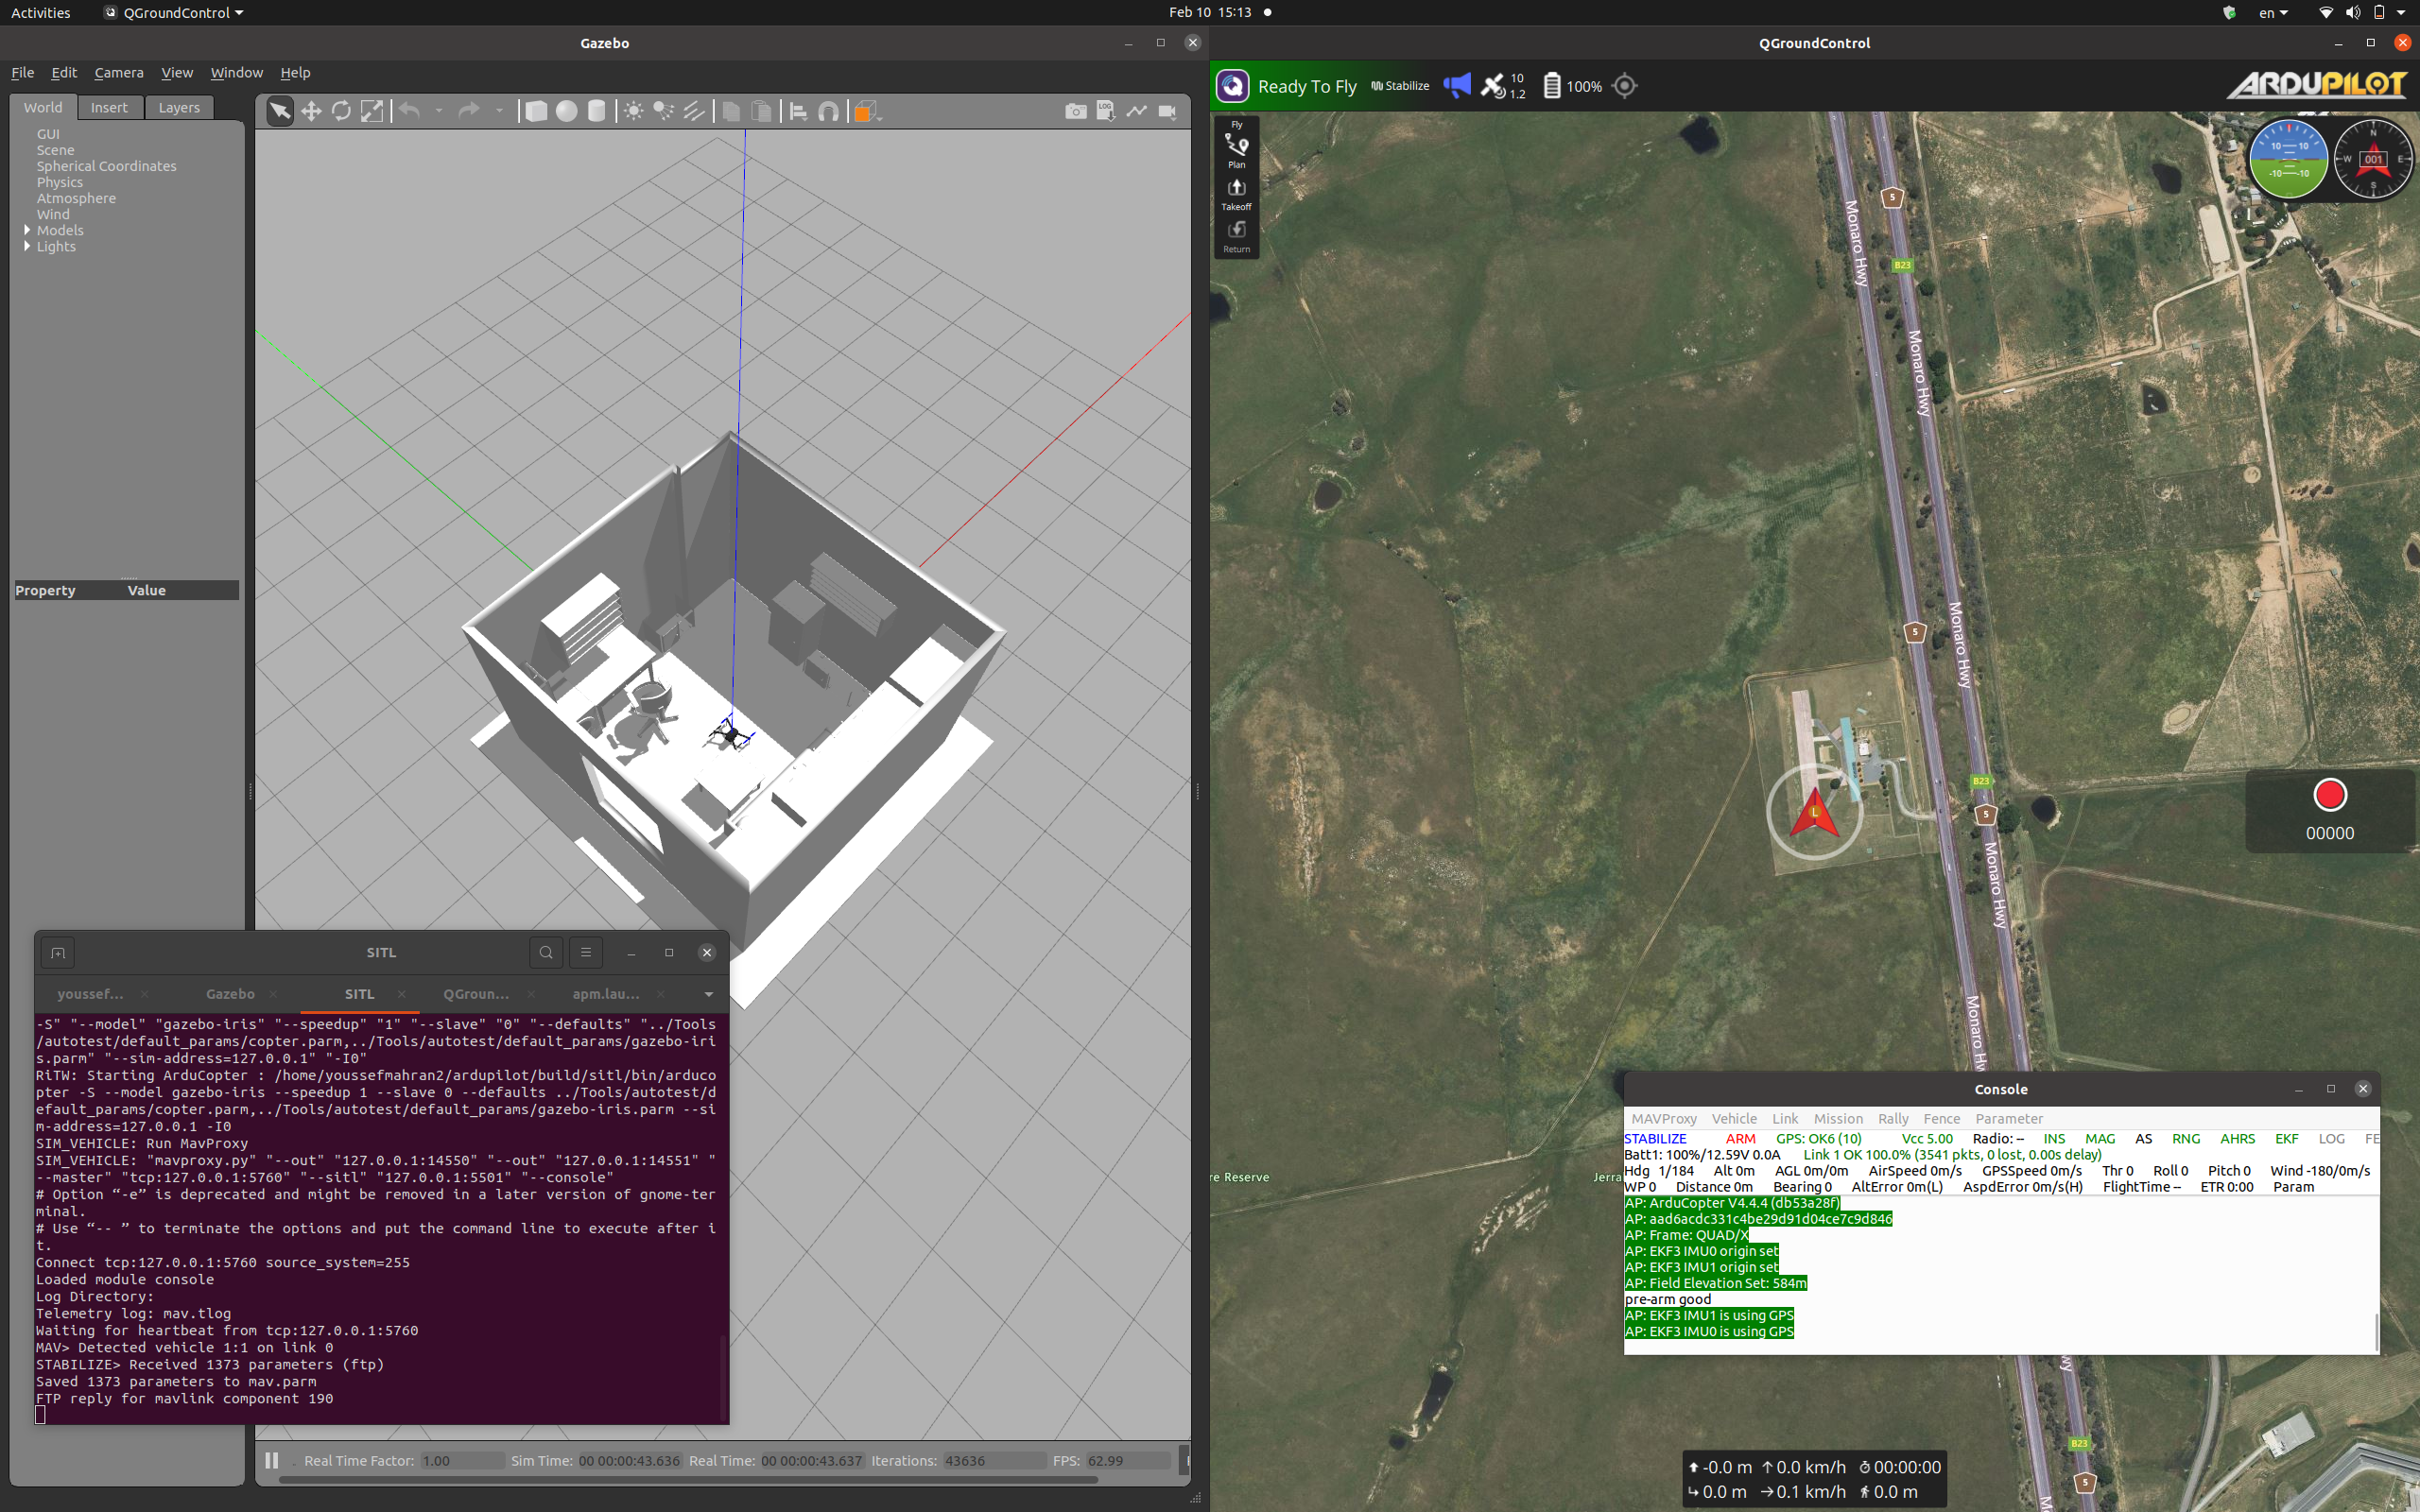 Activities QGroundControl Feb 10 15:13 en
Gazebo
File Edit Camera View Window Help
World Insert Layers
GUI
Scene
Spherical Coordinates
Physics
Atmosphere
Wind
Models
Lights
Property Value
LOG
Real Time Factor: 1.00 Sim Time: 00 00:00:43.636 Real Time: 00 00:00:43.637 Iterations: 43636 FPS: 62.99
SITL
youssef... Gazebo SITL QGroun... apm.lau...
-S" "--model" "gazebo-iris" "--speedup" "1" "--slave" "0" "--defaults" "../Tools
/autotest/default_params/copter.parm,../Tools/autotest/default_params/gazebo-iri
s.parm" "--sim-address=127.0.0.1" "-I0"
RiTW: Starting ArduCopter : /home/youssefmahran2/ardupilot/build/sitl/bin/arduco
pter -S --model gazebo-iris --speedup 1 --slave 0 --defaults ../Tools/autotest/d
efault_params/copter.parm,../Tools/autotest/default_params/gazebo-iris.parm --si
m-address=127.0.0.1 -I0
SIM_VEHICLE: Run MavProxy
SIM_VEHICLE: "mavproxy.py" "--out" "127.0.0.1:14550" "--out" "127.0.0.1:14551" "
--master" "tcp:127.0.0.1:5760" "--sitl" "127.0.0.1:5501" "--console"
# Option “-e” is deprecated and might be removed in a later version of gnome-ter
minal.
# Use “-- ” to terminate the options and put the command line to execute after i
t.
Connect tcp:127.0.0.1:5760 source_system=255
Loaded module console
Log Directory:
Telemetry log: mav.tlog
Waiting for heartbeat from tcp:127.0.0.1:5760
MAV> Detected vehicle 1:1 on link 0
STABILIZE> Received 1373 parameters (ftp)
Saved 1373 parameters to mav.parm
FTP reply for mavlink component 190
QGroundControl
Ready To Fly Stabilize 10 1.2 100% ARDUPILOT
Fly
Plan
Takeoff
Return
10 10
-10 -10
N
W 001 E
S
5
Monaro Hwy
B23
Monaro Hwy
5
Monaro Hwy
B23
5
L
00000
Monaro Hwy
Monaro Hw
re Reserve
Jerra
Console
MAVProxy Vehicle Link Mission Rally Fence Parameter
STABILIZE ARM GPS: OK6 (10) Vcc 5.00 Radio: -- INS MAG AS RNG AHRS EKF LOG FE
Batt1: 100%/12.59V 0.0A Link 1 OK 100.0% (3541 pkts, 0 lost, 0.00s delay)
Hdg 1/184 Alt 0m AGL 0m/0m AirSpeed 0m/s GPSSpeed 0m/s Thr 0 Roll 0 Pitch 0 Wind -180/0m/s
WP 0 Distance 0m Bearing 0 AltError 0m(L) AspdError 0m/s(H) FlightTime -- ETR 0:00 Param
AP: ArduCopter V4.4.4 (db53a28f)
AP: aad6acdc331c4be29d91d04ce7c9d846
AP: Frame: QUAD/X
AP: EKF3 IMU0 origin set
AP: EKF3 IMU1 origin set
AP: Field Elevation Set: 584m
pre-arm good
AP: EKF3 IMU1 is using GPS
AP: EKF3 IMU0 is using GPS
Hwy
B23
5
M
-0.0 m 0.0 km/h 00:00:00
0.0 m 0.1 km/h 0.0 m